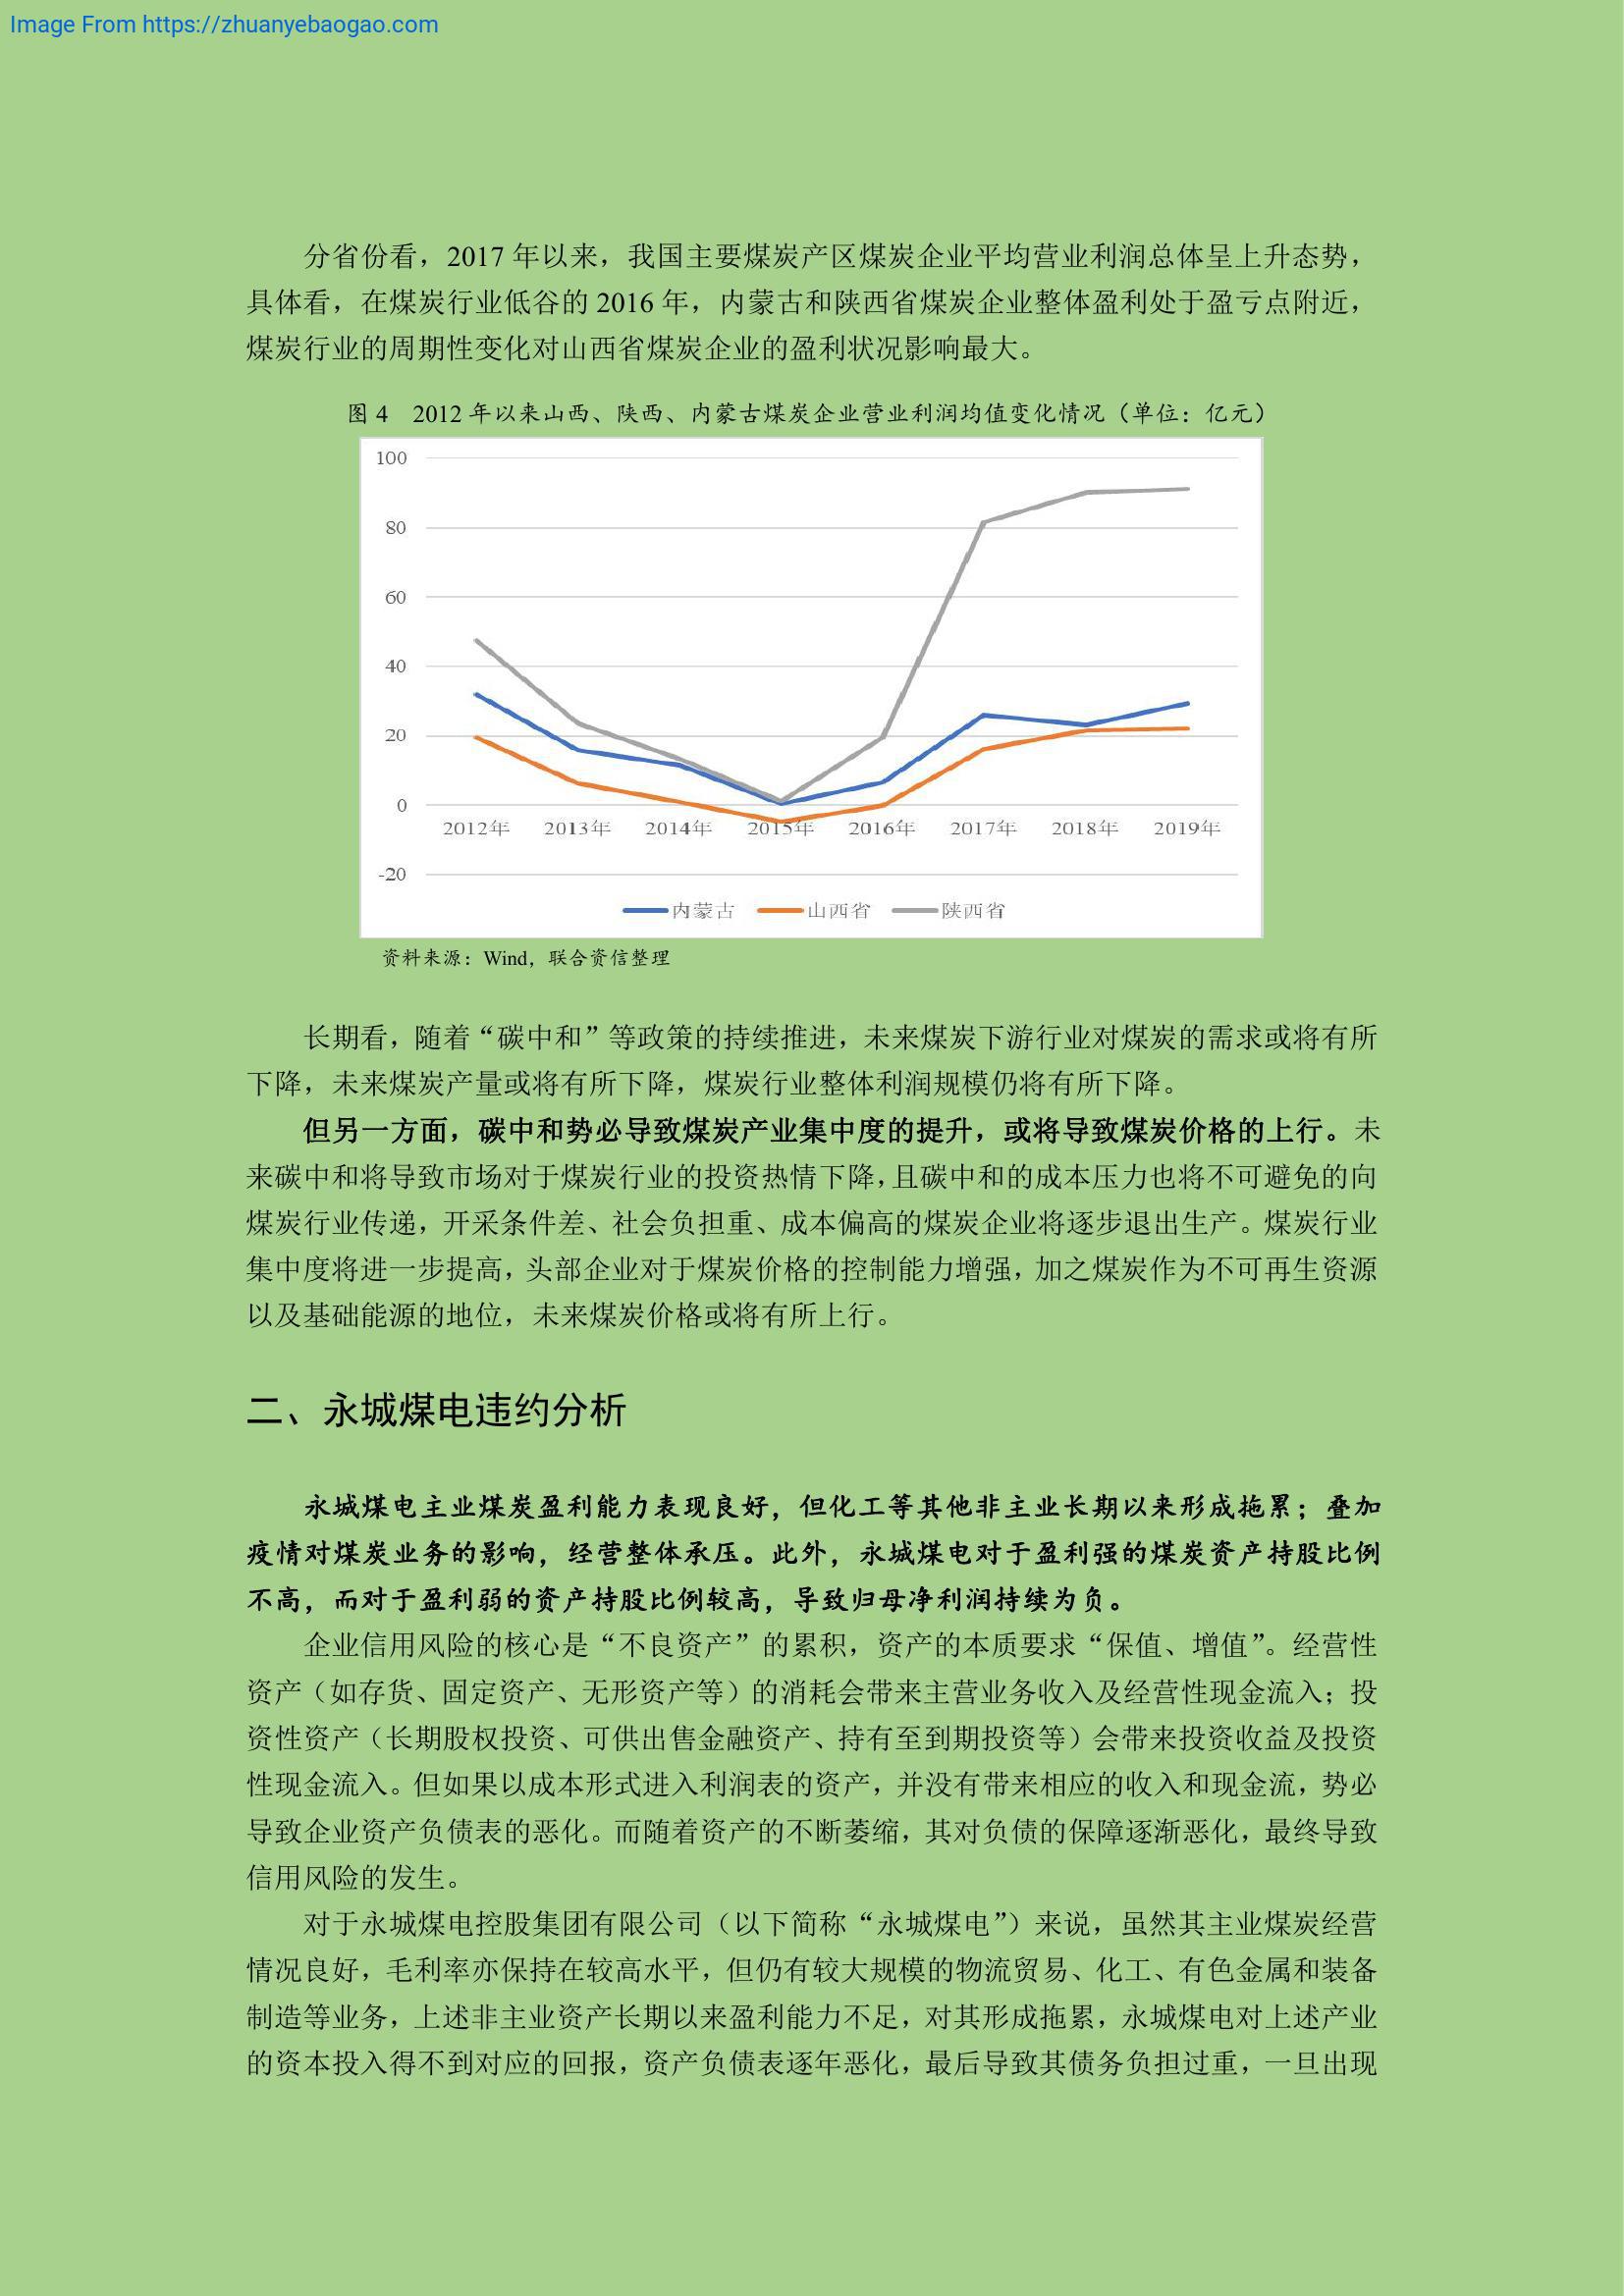 Image From https://zhuanyebaogao.com
分省份看，2017 年以来，我国主要煤炭产区煤炭企业平均营业利润总体呈上升态势，
具体看，在煤炭行业低谷的 2016 年，内蒙古和陕西省煤炭企业整体盈利处于盈亏点附近，
煤炭行业的周期性变化对山西省煤炭企业的盈利状况影响最大。
图 4 2012 年以来山西、陕西、内蒙古煤炭企业营业利润均值变化情况（单位：亿元）
100
80
60
40
20
0
2012年 2013年 2014年 2015年 2016年 2017年 2018年 2019年
-20
内蒙古 山西省 陕西省
资料来源：Wind，联合资信整理
长期看，随着“碳中和”等政策的持续推进，未来煤炭下游行业对煤炭的需求或将有所
下降，未来煤炭产量或将有所下降，煤炭行业整体利润规模仍将有所下降。
但另一方面，碳中和势必导致煤炭产业集中度的提升，或将导致煤炭价格的上行。未
来碳中和将导致市场对于煤炭行业的投资热情下降，且碳中和的成本压力也将不可避免的向
煤炭行业传递，开采条件差、社会负担重、成本偏高的煤炭企业将逐步退出生产。煤炭行业
集中度将进一步提高，头部企业对于煤炭价格的控制能力增强，加之煤炭作为不可再生资源
以及基础能源的地位，未来煤炭价格或将有所上行。
二、永城煤电违约分析
永城煤电主业煤炭盈利能力表现良好，但化工等其他非主业长期以来形成拖累；叠加
疫情对煤炭业务的影响，经营整体承压。此外，永城煤电对于盈利强的煤炭资产持股比例
不高，而对于盈利弱的资产持股比例较高，导致归母净利润持续为负。
企业信用风险的核心是“不良资产”的累积，资产的本质要求“保值、增值”。经营性
资产（如存货、固定资产、无形资产等）的消耗会带来主营业务收入及经营性现金流入；投
资性资产（长期股权投资、可供出售金融资产、持有至到期投资等）会带来投资收益及投资
性现金流入。但如果以成本形式进入利润表的资产，并没有带来相应的收入和现金流，势必
导致企业资产负债表的恶化。而随着资产的不断萎缩，其对负债的保障逐渐恶化，最终导致
信用风险的发生。
对于永城煤电控股集团有限公司（以下简称“永城煤电”）来说，虽然其主业煤炭经营
情况良好，毛利率亦保持在较高水平，但仍有较大规模的物流贸易、化工、有色金属和装备
制造等业务，上述非主业资产长期以来盈利能力不足，对其形成拖累，永城煤电对上述产业
的资本投入得不到对应的回报，资产负债表逐年恶化，最后导致其债务负担过重，一旦出现